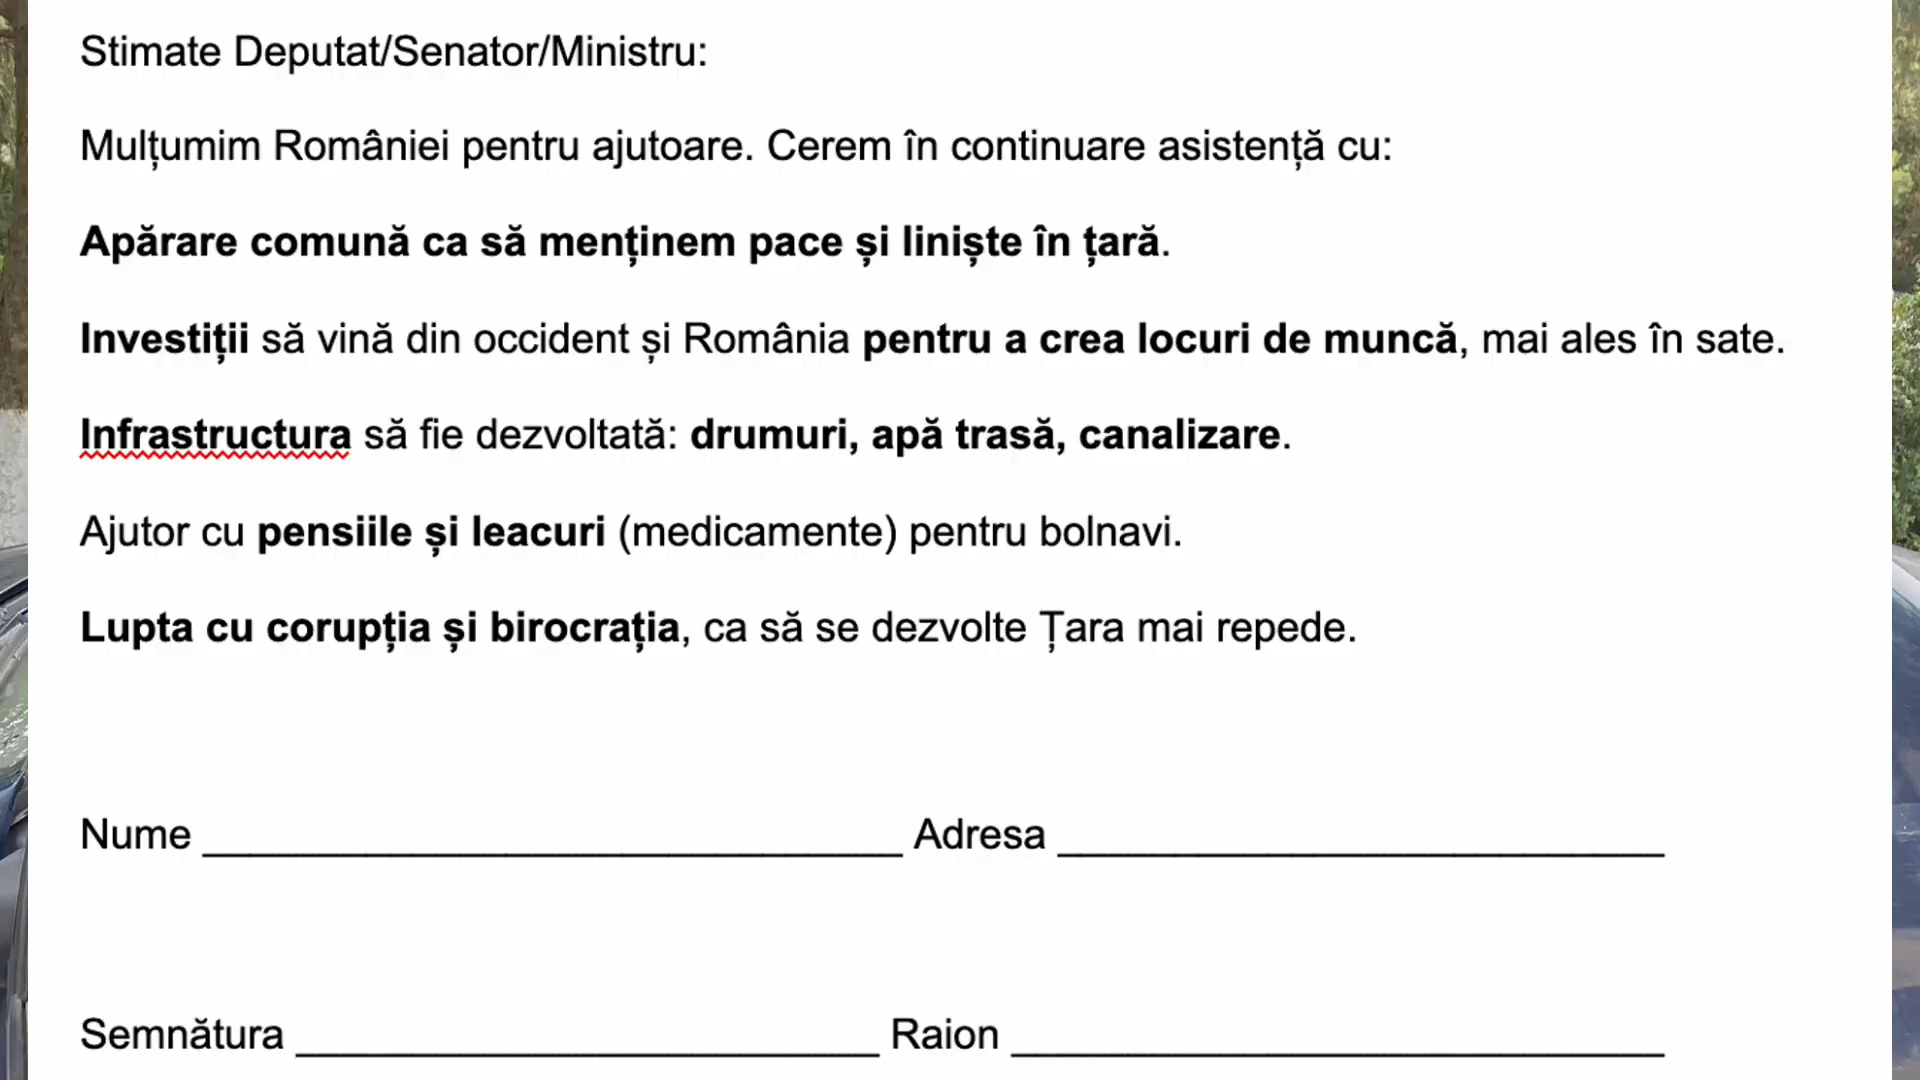 Stimate Deputat/Senator/Ministru:
Mulțumim României pentru ajutoare. Cerem în continuare asistență cu:
Apărare comună ca să menținem pace și liniște în țară.
Investiții să vină din occident și România pentru a crea locuri de muncă, mai ales în sate.
Infrastructura să fie dezvoltată: drumuri, apă trasă, canalizare.
Ajutor cu pensiile și leacuri (medicamente) pentru bolnavi.
Lupta cu corupția și birocrația, ca să se dezvolte Țara mai repede.
Nume ______________________________ Adresa __________________________
Semnătura _________________________ Raion ____________________________